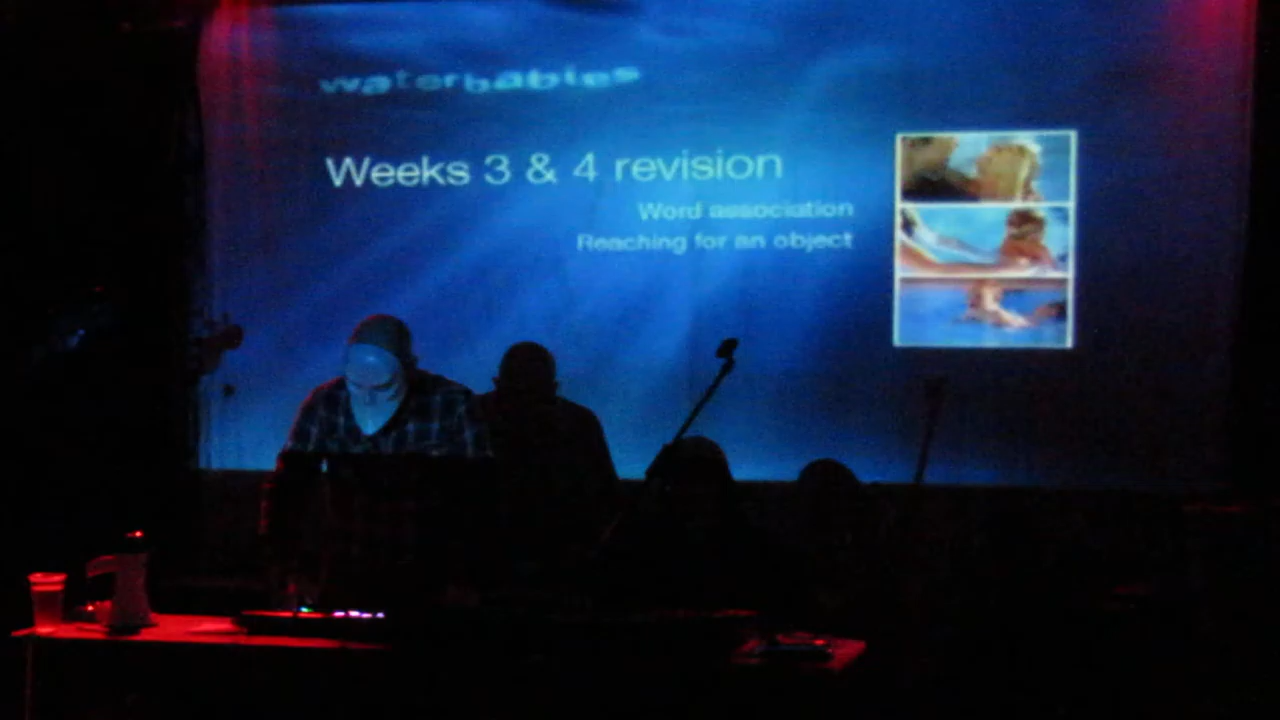 waterbabies
Weeks 3 & 4 revision
Word association
Reaching for an object